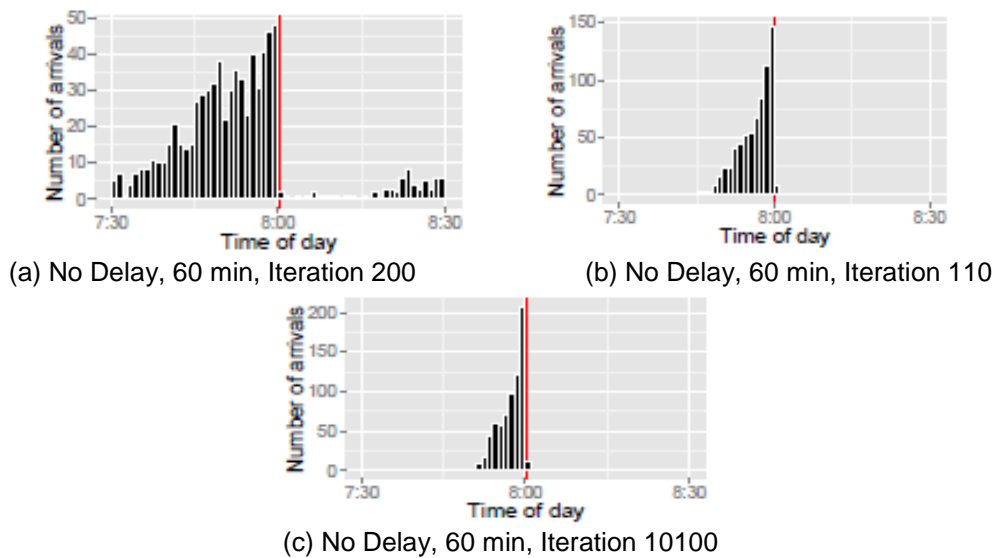 50
40
30
20
10
0
Number of arrivals
7:30
8:00
8:30
Time of day
(a) No Delay, 60 min, Iteration 200
150
100
50
0
Number of arrivals
7:30
8:00
8:30
Time of day
(b) No Delay, 60 min, Iteration 110
200
150
100
50
0
Number of arrivals
7:30
8:00
8:30
Time of day
(c) No Delay, 60 min, Iteration 10100